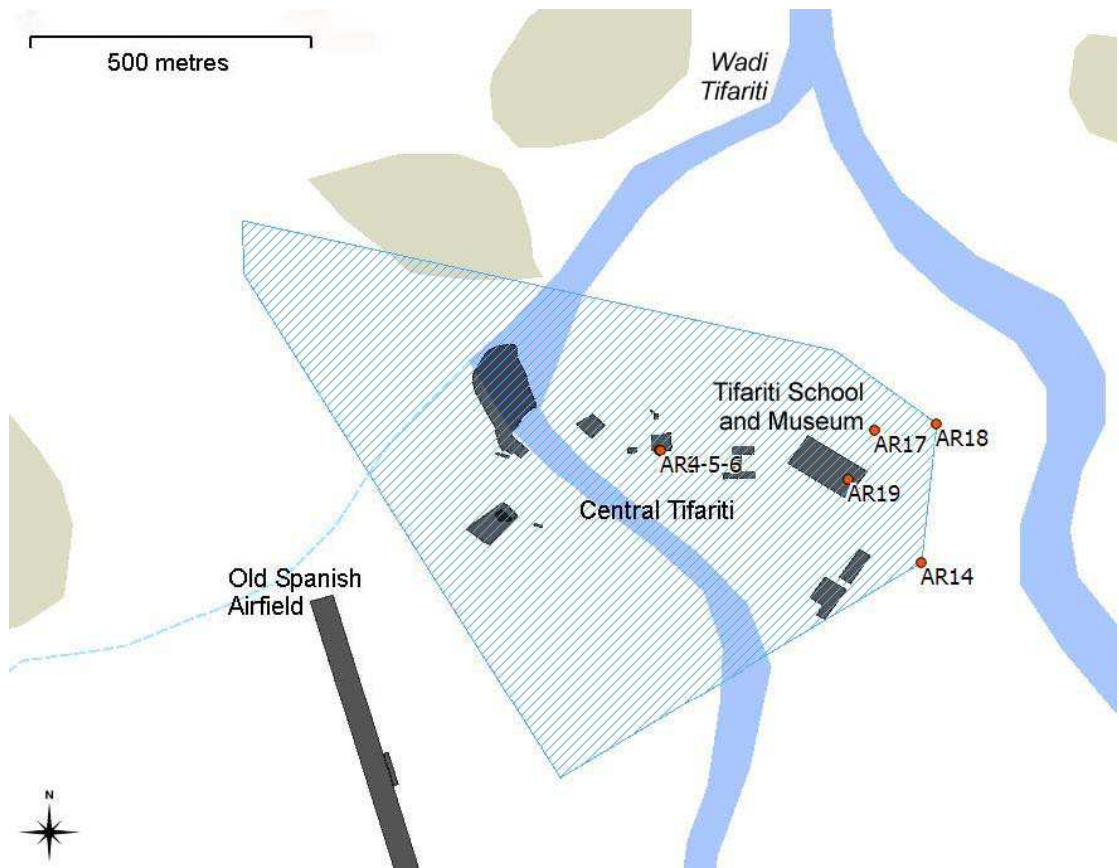 500 metres
Wadi
Tifariti
Tifariti School
and Museum
AR17
AR18
AR4-5-6
AR19
Central Tifariti
AR14
Old Spanish
Airfield
N